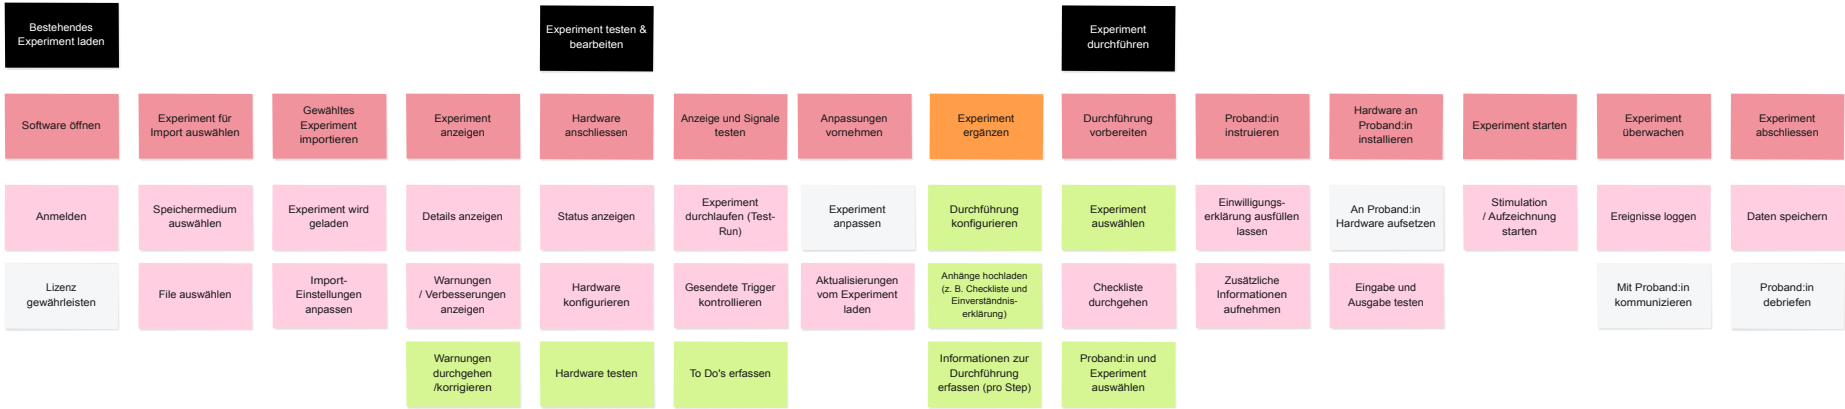 Bestehendes
Experiment laden
Experiment testen &
bearbeiten
Experiment
durchführen
Software öffnen
Experiment für
Import auswählen
Gewähltes
Experiment
importieren
Experiment
anzeigen
Hardware
anschliessen
Anzeige und Signale
testen
Anpassungen
vornehmen
Experiment
ergänzen
Durchführung
vorbereiten
Proband:in
instruieren
Hardware an
Proband:in
installieren
Experiment starten
Experiment
überwachen
Experiment
abschliessen
Anmelden
Speichermedium
auswählen
Experiment wird
geladen
Details anzeigen
Status anzeigen
Experiment
durchlaufen (Test-
Run)
Experiment
anpassen
Durchführung
konfigurieren
Experiment
auswählen
Einwilligungs-
erklärung ausfüllen
lassen
An Proband:in
Hardware aufsetzen
Stimulation
/ Aufzeichnung
starten
Ereignisse loggen
Daten speichern
Lizenz
gewährleisten
File auswählen
Import-
Einstellungen
anpassen
Warnungen
/ Verbesserungen
anzeigen
Hardware
konfigurieren
Gesendete Trigger
kontrollieren
Aktualisierungen
vom Experiment
laden
Anhänge hochladen
(z. B. Checkliste und
Einverständnis-
erklärung)
Checkliste
durchgehen
Zusätzliche
Informationen
aufnehmen
Eingabe und
Ausgabe testen
Mit Proband:in
kommunizieren
Proband:in
debriefen
Warnungen
durchgehen
/korrigieren
Hardware testen
To Do's erfassen
Informationen zur
Durchführung
erfassen (pro Step)
Proband:in und
Experiment
auswählen